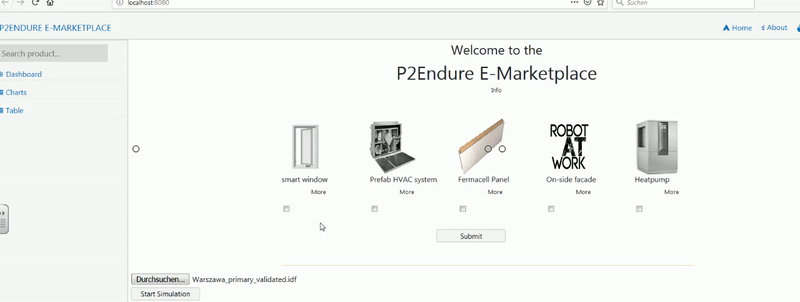 localhost:8080
Suchen
P2ENDURE E-MARKETPLACE
Home
About
Search product...
Dashboard
Charts
Table
Welcome to the
P2Endure E-Marketplace
Info
ROBOT
AT
WORK
smart window
Prefab HVAC system
Fermacell Panel
On-side facade
Heatpump
More
More
More
More
More
Submit
Durchsuchen... Warszawa_primary_validated.idf
Start Simulation